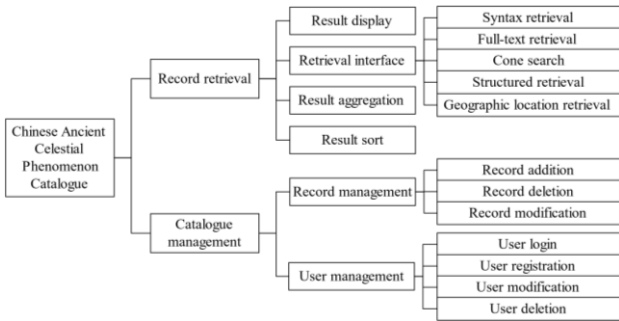 Chinese Ancient
Celestial
Phenomenon
Catalogue
Record retrieval
Catalogue
management
Result display
Retrieval interface
Result aggregation
Result sort
Record management
User management
Syntax retrieval
Full-text retrieval
Cone search
Structured retrieval
Geographic location retrieval
Record addition
Record deletion
Record modification
User login
User registration
User modification
User deletion